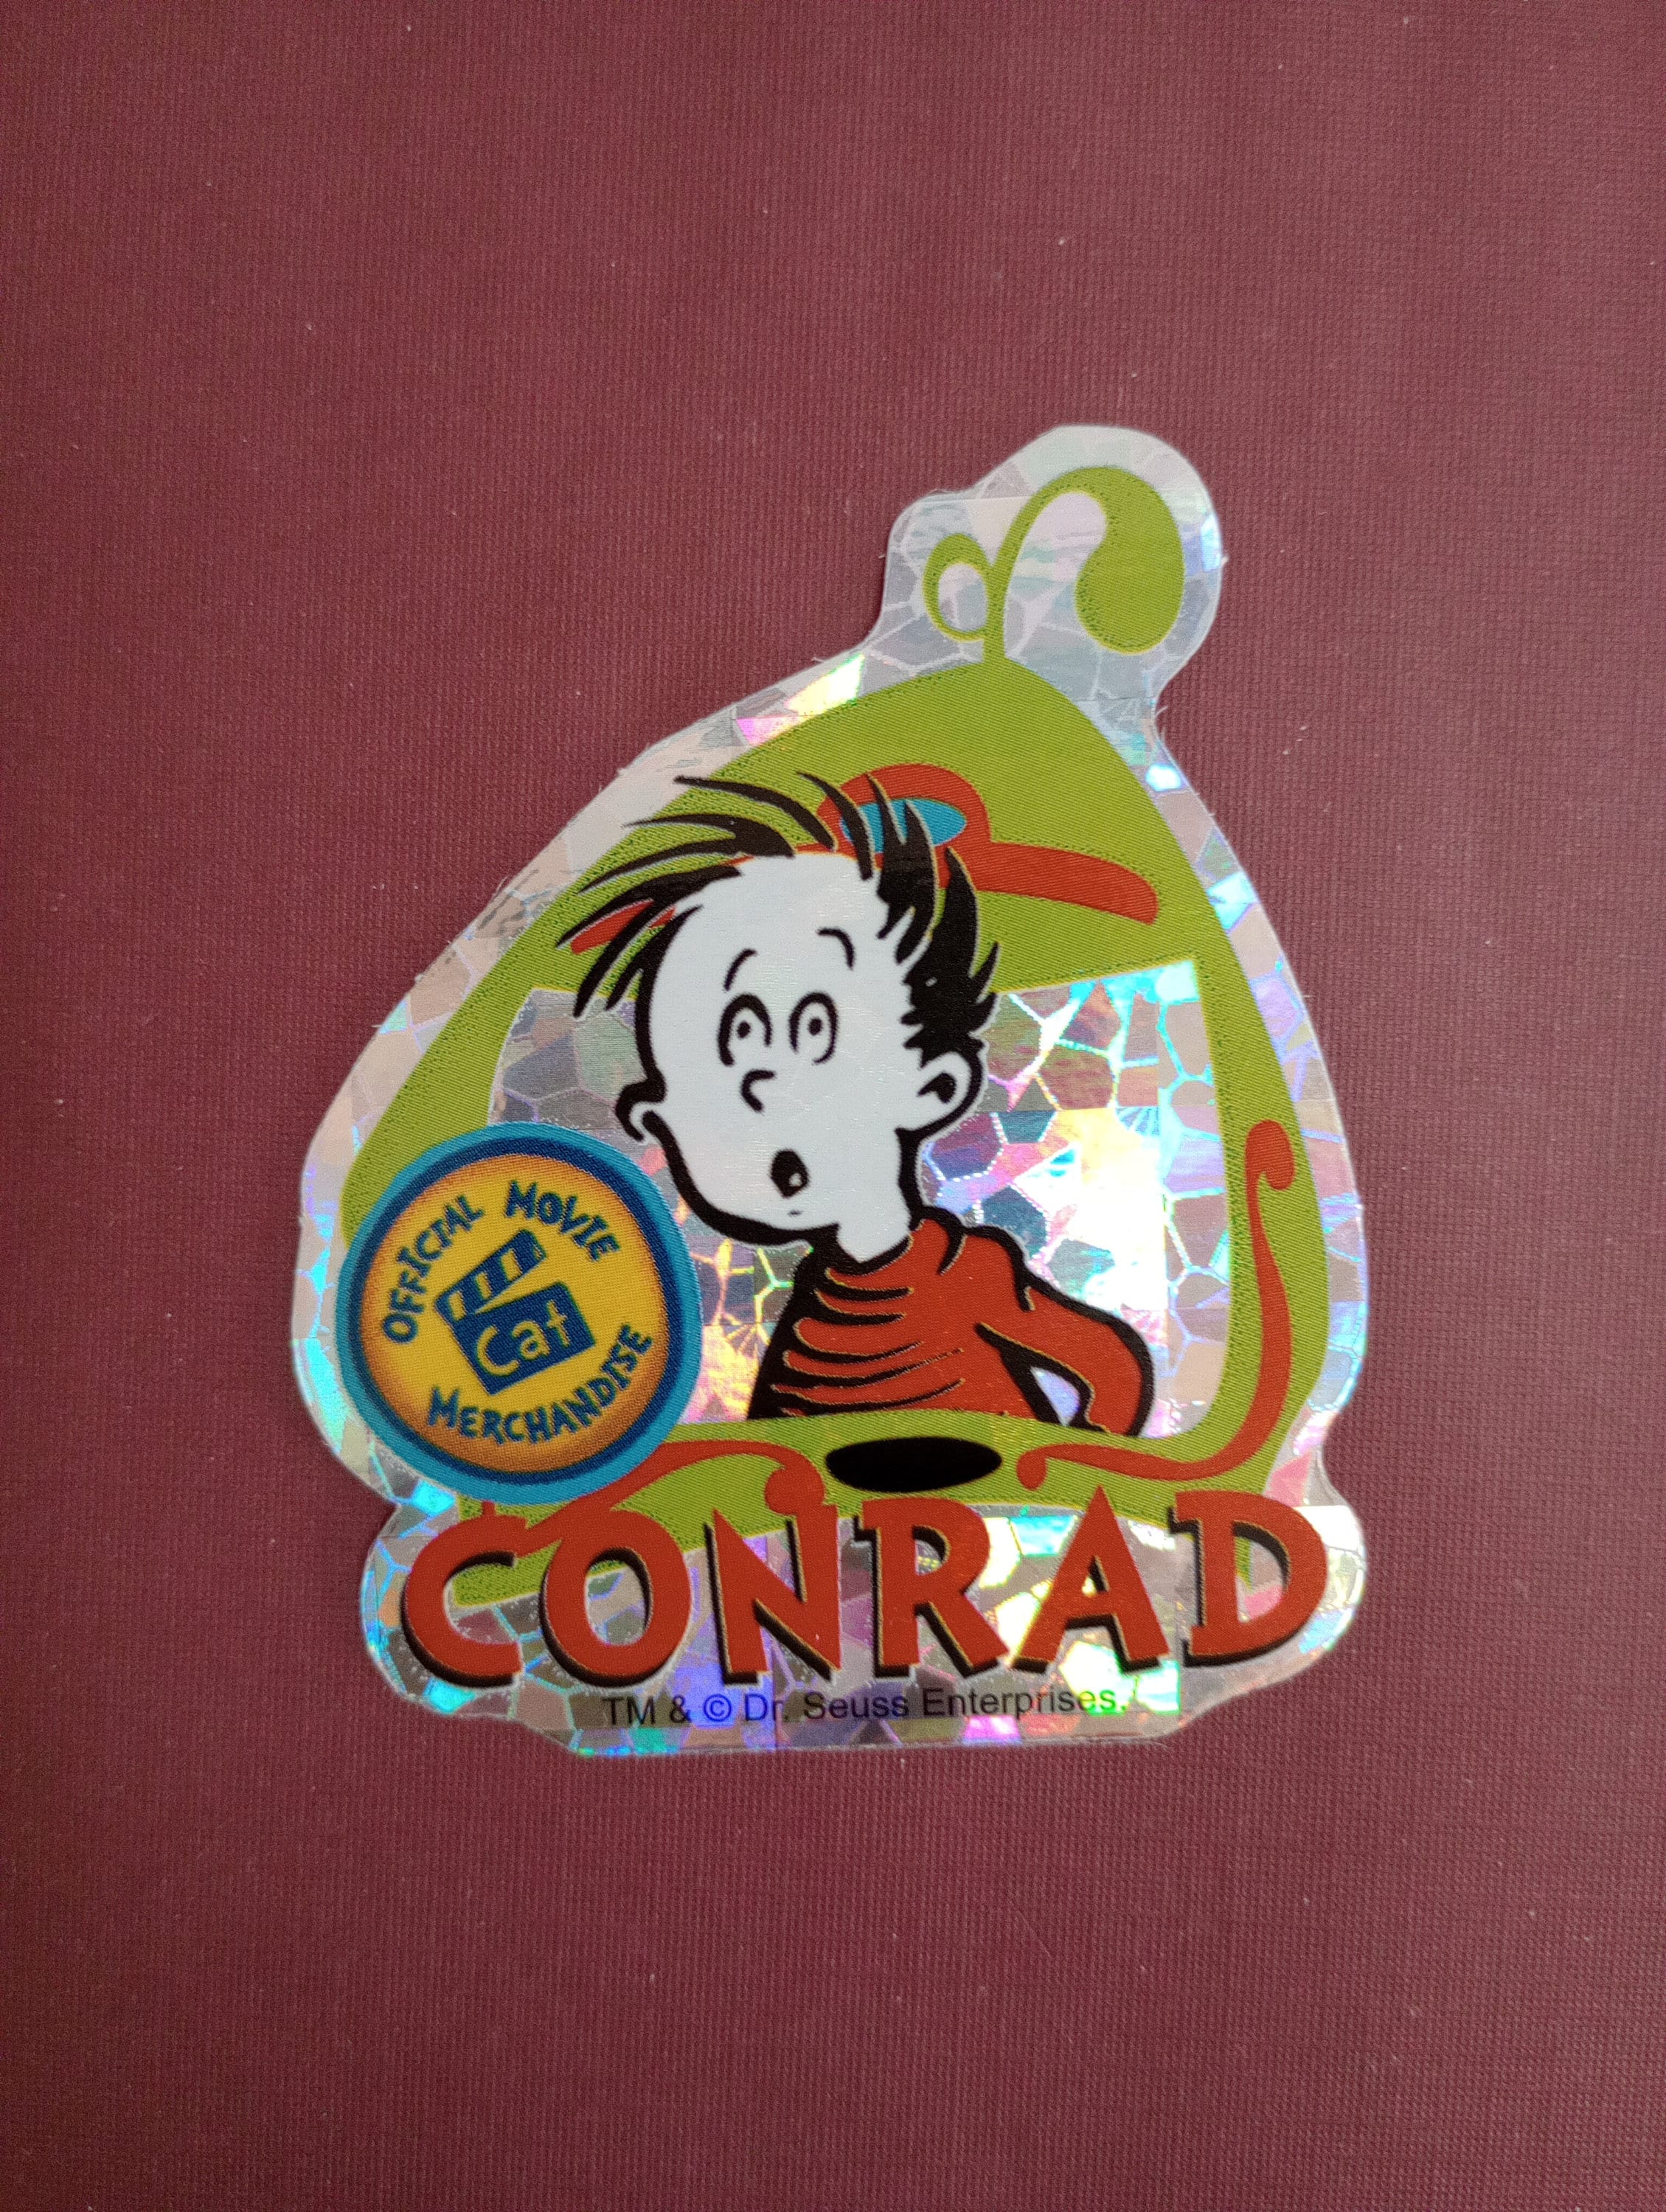 OFFICIAL MOVIE
Cat
MERCHANDISE
CONRAD
TM & © Dr. Seuss Enterprises.